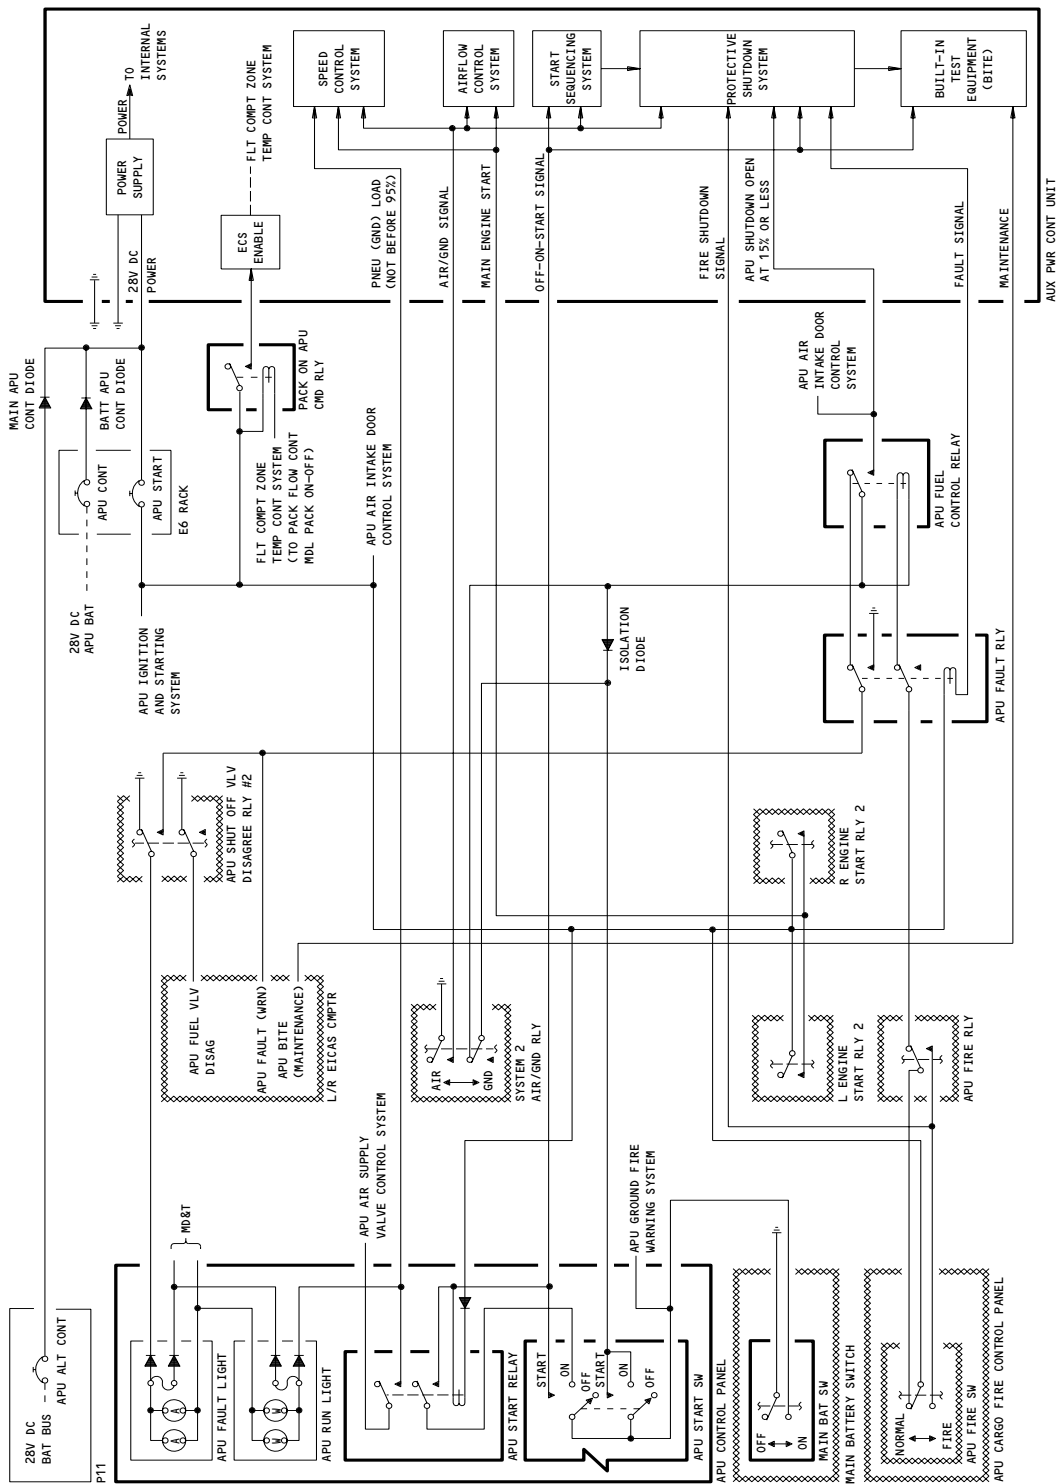 28V DC
BAT BUS
APU ALT CONT
P11
MAIN APU
CONT DIODE
28V DC
APU BAT
APU CONT
BATT APU
CONT DIODE
APU START
E6 RACK
APU IGNITION
AND STARTING
SYSTEM
28V DC
POWER
POWER
SUPPLY
POWER
TO
INTERNAL
SYSTEMS
PACK ON APU
CMD RLY
FLT COMPT ZONE
TEMP CONT SYSTEM
(TO PACK FLOW CONT
MDL PACK ON-OFF)
ECS
ENABLE
FLT COMPT ZONE
TEMP CONT SYSTEM
APU AIR INTAKE DOOR
CONTROL SYSTEM
SPEED
CONTROL
SYSTEM
AIRFLOW
CONTROL
SYSTEM
START
SEQUENCING
SYSTEM
PROTECTIVE
SHUTDOWN
SYSTEM
BUILT-IN
TEST
EQUIPMENT
(BITE)
PNEU (GND) LOAD
(NOT BEFORE 95%)
AIR/GND SIGNAL
MAIN ENGINE START
OFF-ON-START SIGNAL
FIRE SHUTDOWN
SIGNAL
APU SHUTDOWN OPEN
AT 15% OR LESS
FAULT SIGNAL
MAINTENANCE
AUX PWR CONT UNIT
APU AIR
INTAKE DOOR
CONTROL
SYSTEM
APU FUEL
CONTROL RELAY
ISOLATION
DIODE
APU FAULT RLY
APU SHUT OFF VLV
DISAGREE RLY #2
R ENGINE
START RLY 2
APU FUEL VLV
DISAG
APU FAULT (WRN)
APU BITE
(MAINTENANCE)
L/R EICAS CMPTR
AIR
GND
SYSTEM 2
AIR/GND RLY
L ENGINE
START RLY 2
APU FIRE RLY
MD&T
A
A
APU FAULT LIGHT
W
W
APU RUN LIGHT
APU AIR SUPPLY
VALVE CONTROL SYSTEM
APU START RELAY
START
ON
OFF
START
ON
OFF
APU START SW
APU GROUND FIRE
WARNING SYSTEM
APU CONTROL PANEL
OFF
ON
MAIN BAT SW
MAIN BATTERY SWITCH
NORMAL
FIRE
APU FIRE SW
APU CARGO FIRE CONTROL PANEL